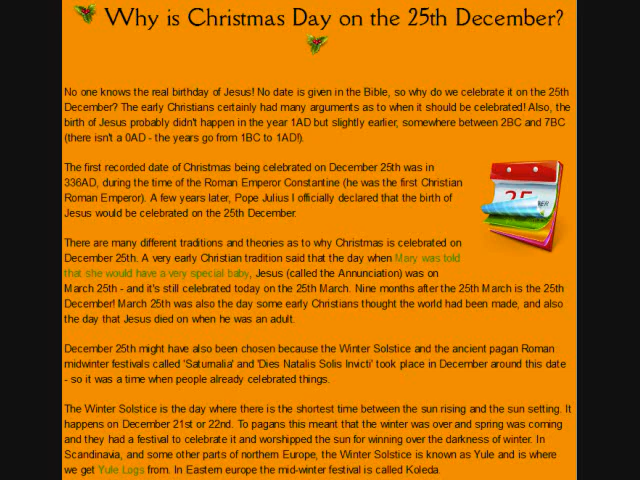 Why is Christmas Day on the 25th December?
No one knows the real birthday of Jesus! No date is given in the Bible, so why do we celebrate it on the 25th
December? The early Christians certainly had many arguments as to when it should be celebrated! Also, the
birth of Jesus probably didn't happen in the year 1AD but slightly earlier, somewhere between 2BC and 7BC
(there isn't a 0AD - the years go from 1BC to 1AD!).
The first recorded date of Christmas being celebrated on December 25th was in
336AD, during the time of the Roman Emperor Constantine (he was the first Christian
Roman Emperor). A few years later, Pope Julius I officially declared that the birth of
Jesus would be celebrated on the 25th December.
25
There are many different traditions and theories as to why Christmas is celebrated on
December 25th. A very early Christian tradition said that the day when Mary was told
that she would have a very special baby, Jesus (called the Annunciation) was on
March 25th - and it's still celebrated today on the 25th March. Nine months after the 25th March is the 25th
December! March 25th was also the day some early Christians thought the world had been made, and also
the day that Jesus died on when he was an adult.
December 25th might have also been chosen because the Winter Solstice and the ancient pagan Roman
midwinter festivals called 'Saturnalia' and 'Dies Natalis Solis Invicti' took place in December around this date
- so it was a time when people already celebrated things.
The Winter Solstice is the day where there is the shortest time between the sun rising and the sun setting. It
happens on December 21st or 22nd. To pagans this meant that the winter was over and spring was coming
and they had a festival to celebrate it and worshipped the sun for winning over the darkness of winter. In
Scandinavia, and some other parts of northern Europe, the Winter Solstice is known as Yule and is where
we get Yule Logs from. In Eastern europe the mid-winter festival is called Koleda.